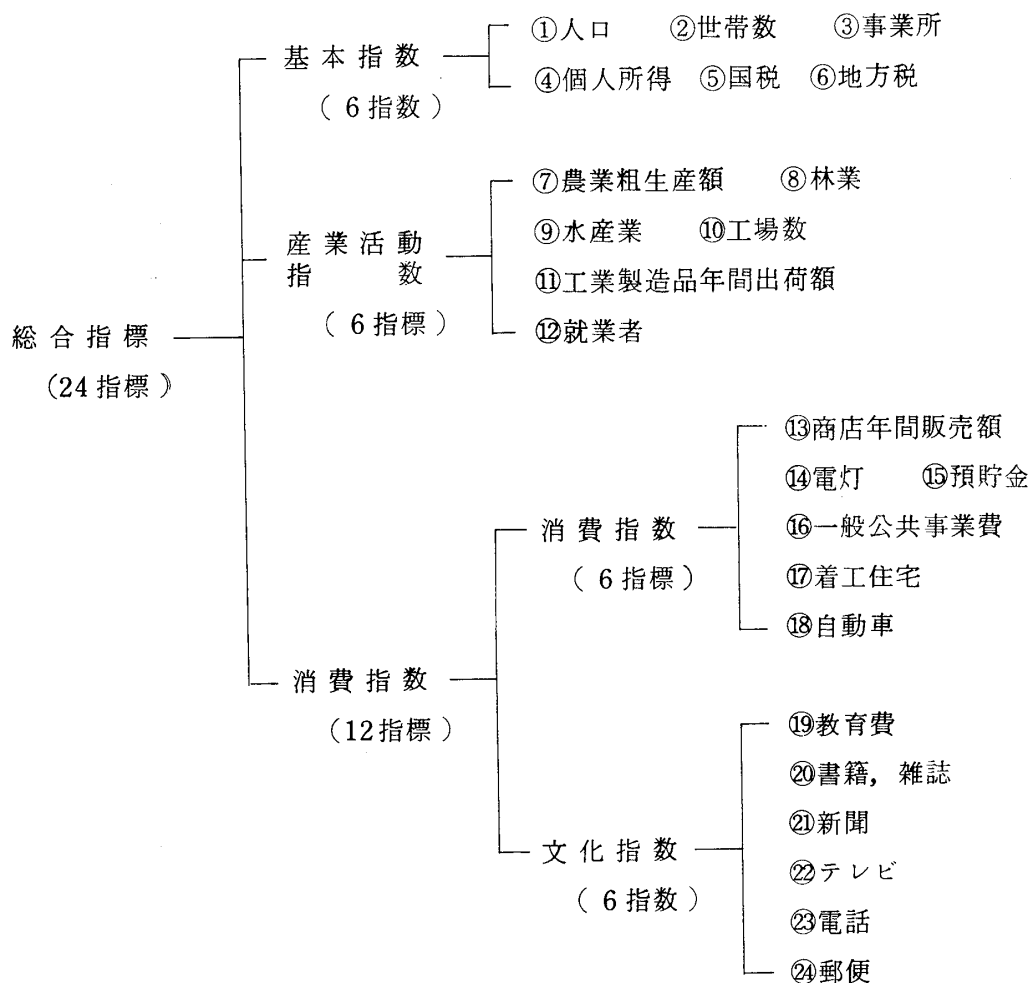 総合指標
(24指標)
基本指数
(6指数)
①人口 ②世帯数 ③事業所
④個人所得 ⑤国税 ⑥地方税
産業活動
指数
(6指標)
⑦農業粗生産額 ⑧林業
⑨水産業 ⑩工場数
⑪工業製造品年間出荷額
⑫就業者
消費指数
(12指標)
消費指数
(6指標)
⑬商店年間販売額
⑭電灯 ⑮預貯金
⑯一般公共事業費
⑰着工住宅
⑱自動車
文化指数
(6指数)
⑲教育費
⑳書籍，雑誌
㉑新聞
㉒テレビ
㉓電話
㉔郵便